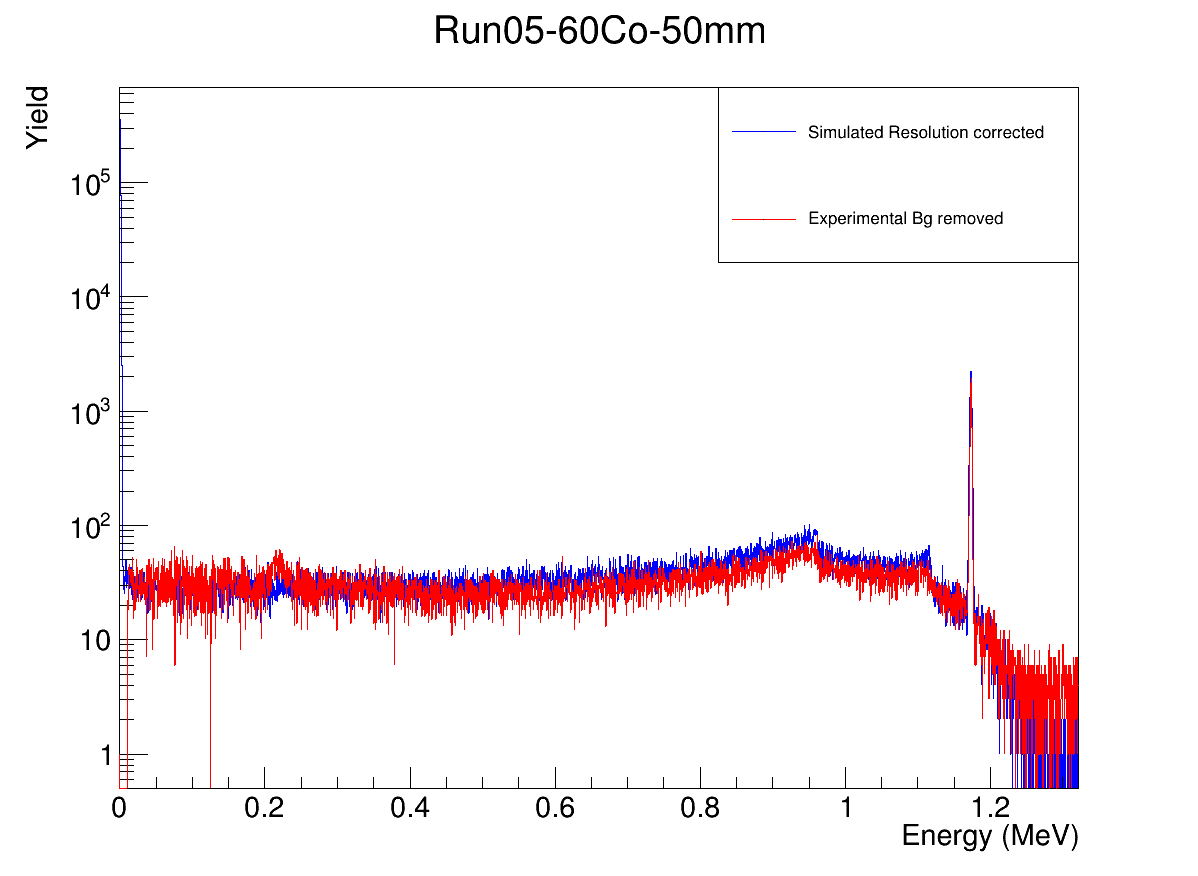 Run05-60Co-50mm
Yield
Simulated Resolution corrected
Experimental Bg removed
10^5
10^4
10^3
10^2
10
1
0 0.2 0.4 0.6 0.8 1 1.2
Energy (MeV)